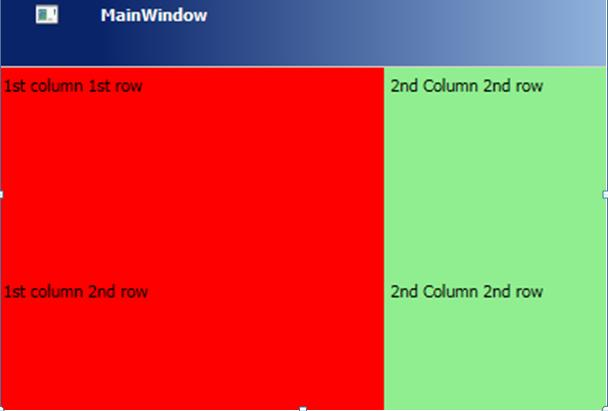 MainWindow
1st column 1st row
2nd Column 2nd row
1st column 2nd row
2nd Column 2nd row